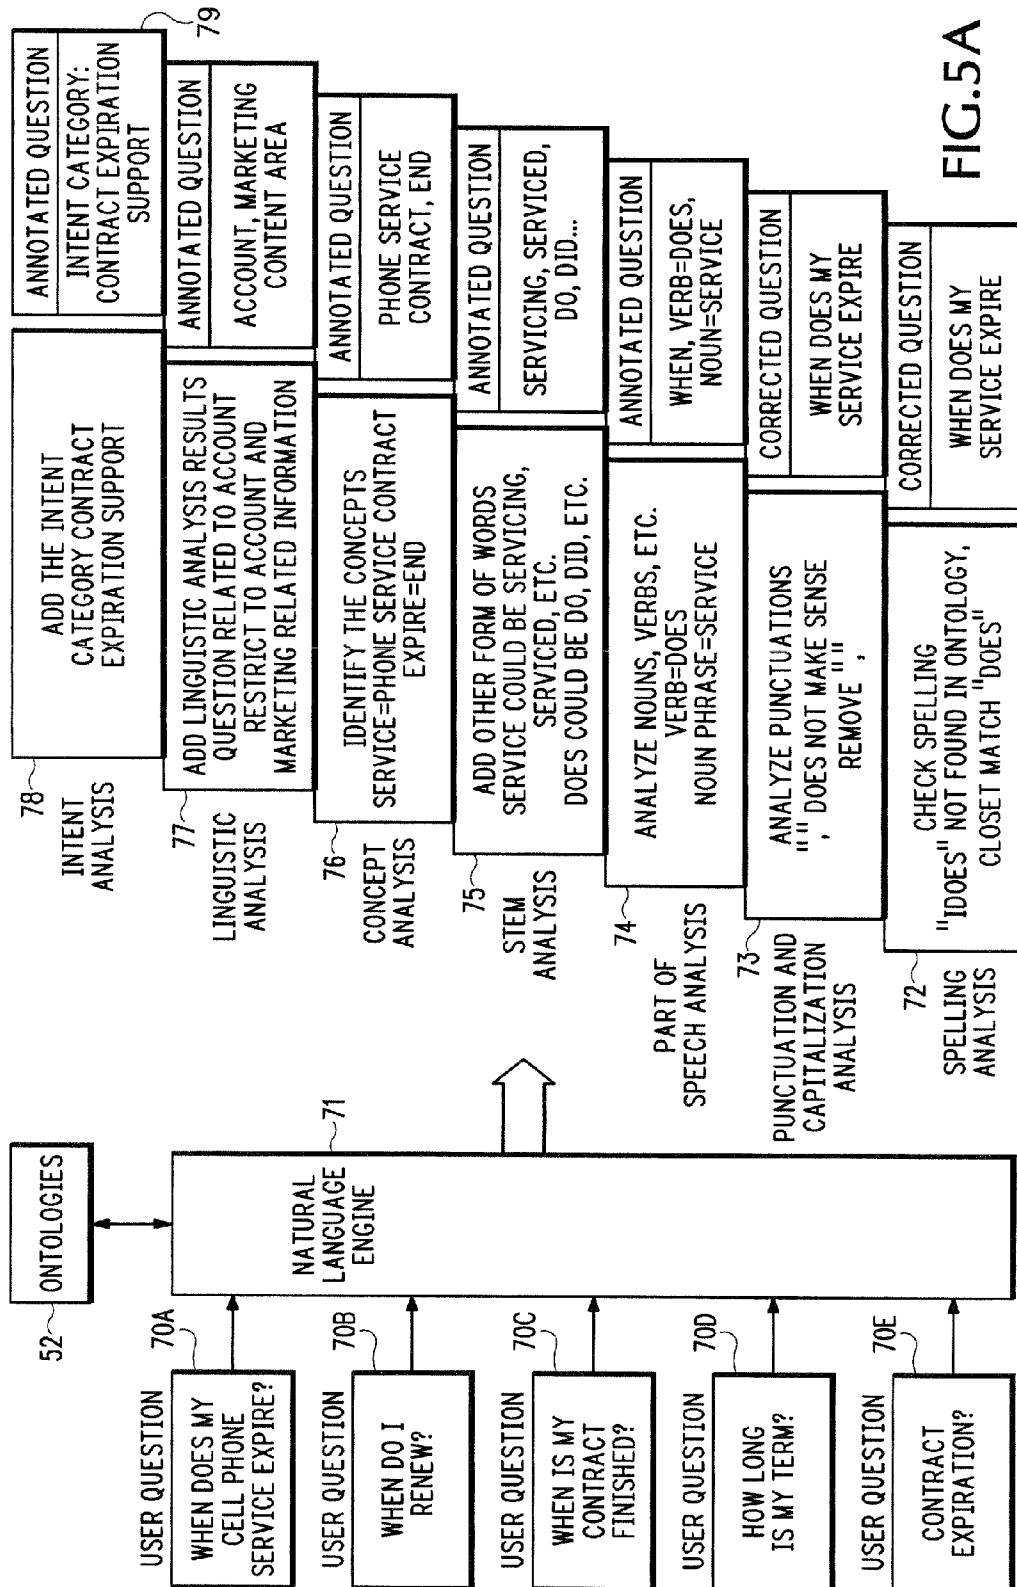 USER QUESTION
WHEN DOES MY
CELL PHONE
SERVICE EXPIRE?
70A
USER QUESTION
WHEN DO I
RENEW?
70B
USER QUESTION
WHEN IS MY
CONTRACT
FINISHED?
70C
USER QUESTION
HOW LONG
IS MY TERM?
70D
USER QUESTION
CONTRACT
EXPIRATION?
70E
52
ONTOLOGIES
NATURAL
LANGUAGE
ENGINE
71
78
INTENT
ANALYSIS
ADD THE INTENT
CATEGORY CONTRACT
EXPIRATION SUPPORT
ANNOTATED QUESTION
INTENT CATEGORY:
CONTRACT EXPIRATION
SUPPORT
79
77
LINGUISTIC
ANALYSIS
ADD LINGUISTIC ANALYSIS RESULTS
QUESTION RELATED TO ACCOUNT
RESTRICT TO ACCOUNT AND
MARKETING RELATED INFORMATION
ANNOTATED QUESTION
ACCOUNT, MARKETING
CONTENT AREA
76
CONCEPT
ANALYSIS
IDENTIFY THE CONCEPTS
SERVICE=PHONE SERVICE CONTRACT
EXPIRE=END
ANNOTATED QUESTION
PHONE SERVICE
CONTRACT, END
75
STEM
ANALYSIS
ADD OTHER FORM OF WORDS
SERVICE COULD BE SERVICING,
SERVICED, ETC.
DOES COULD BE DO, DID, ETC.
ANNOTATED QUESTION
SERVICING, SERVICED,
DO, DID...
74
PART OF
SPEECH ANALYSIS
ANALYZE NOUNS, VERBS, ETC.
VERB=DOES
NOUN PHRASE=SERVICE
ANNOTATED QUESTION
WHEN, VERB=DOES,
NOUN=SERVICE
73
PUNCTUATION AND
CAPITALIZATION
ANALYSIS
ANALYZE PUNCTUATIONS
"", DOES NOT MAKE SENSE
REMOVE "",
CORRECTED QUESTION
WHEN DOES MY
SERVICE EXPIRE
72
SPELLING
ANALYSIS
CHECK SPELLING
"IDOES" NOT FOUND IN ONTOLOGY,
CLOSET MATCH "DOES"
CORRECTED QUESTION
WHEN DOES MY
SERVICE EXPIRE
FIG.5A